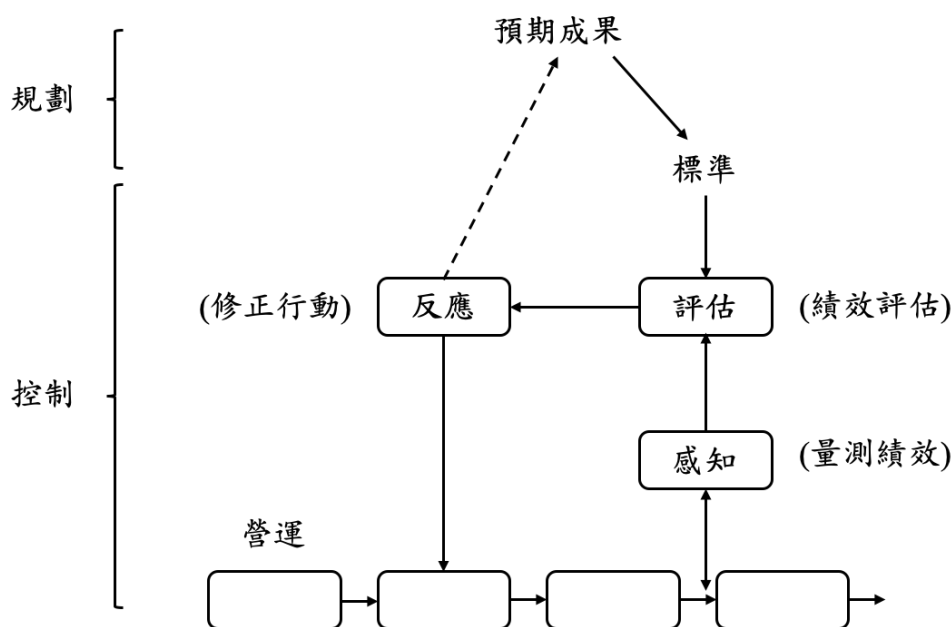 預期成果
規劃
標準
(修正行動)
反應
評估
(績效評估)
控制
感知
(量測績效)
營運